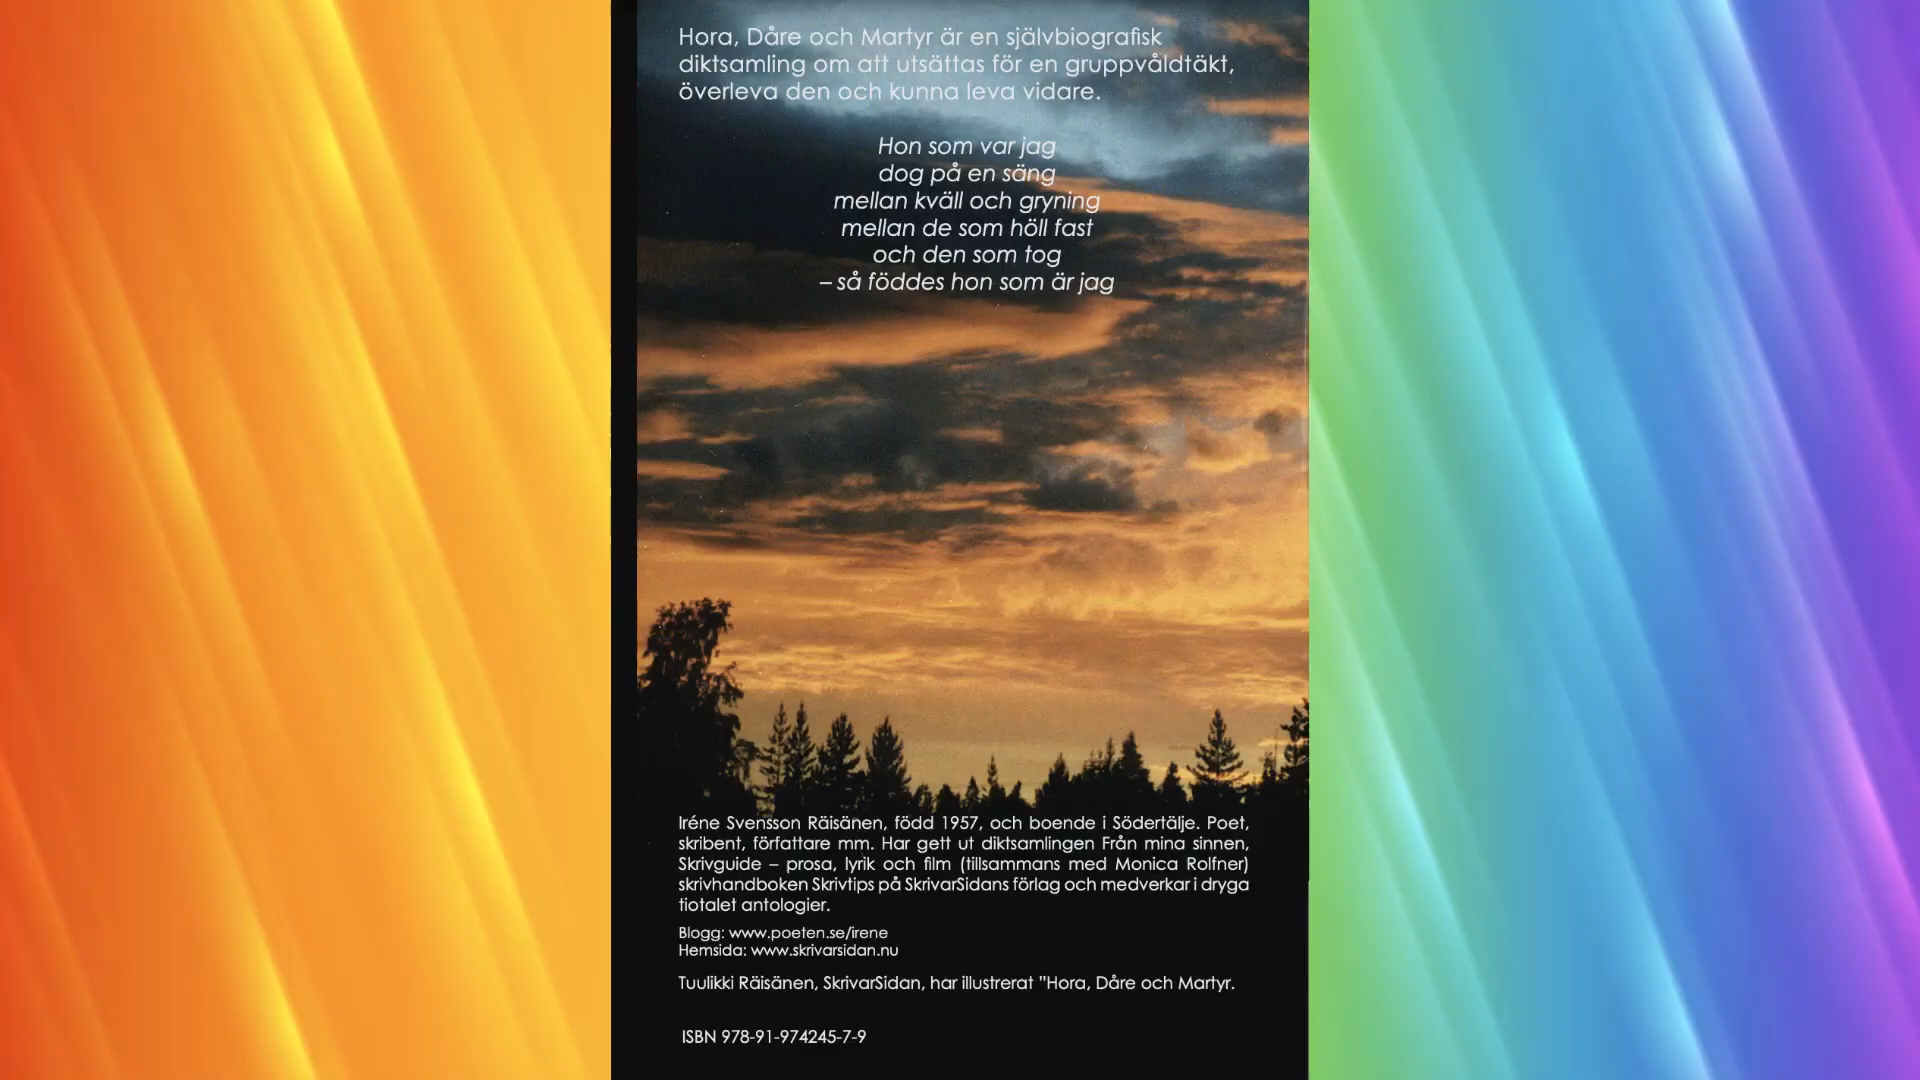 Hora, Dåre och Martyr är en självbiografisk
diktsamling om att utsättas för en gruppvåldtäkt,
överleva den och kunna leva vidare.
Hon som var jag
dog på en säng
mellan kväll och gryning
mellan de som höll fast
och den som tog
– så föddes hon som är jag
Iréne Svensson Räisänen, född 1957, och boende i Södertälje. Poet,
skribent, författare mm. Har gett ut diktsamlingen Från mina sinnen,
Skrivguide – prosa, lyrik och film (tillsammans med Monica Rolfner)
skrivhandboken Skrivtips på SkrivarSidans förlag och medverkar i dryga
tiotalet antologier.
Blogg: www.poeten.se/irene
Hemsida: www.skrivarsidan.nu
Tuulikki Räisänen, SkrivarSidan, har illustrerat ”Hora, Dåre och Martyr.
ISBN 978-91-974245-7-9